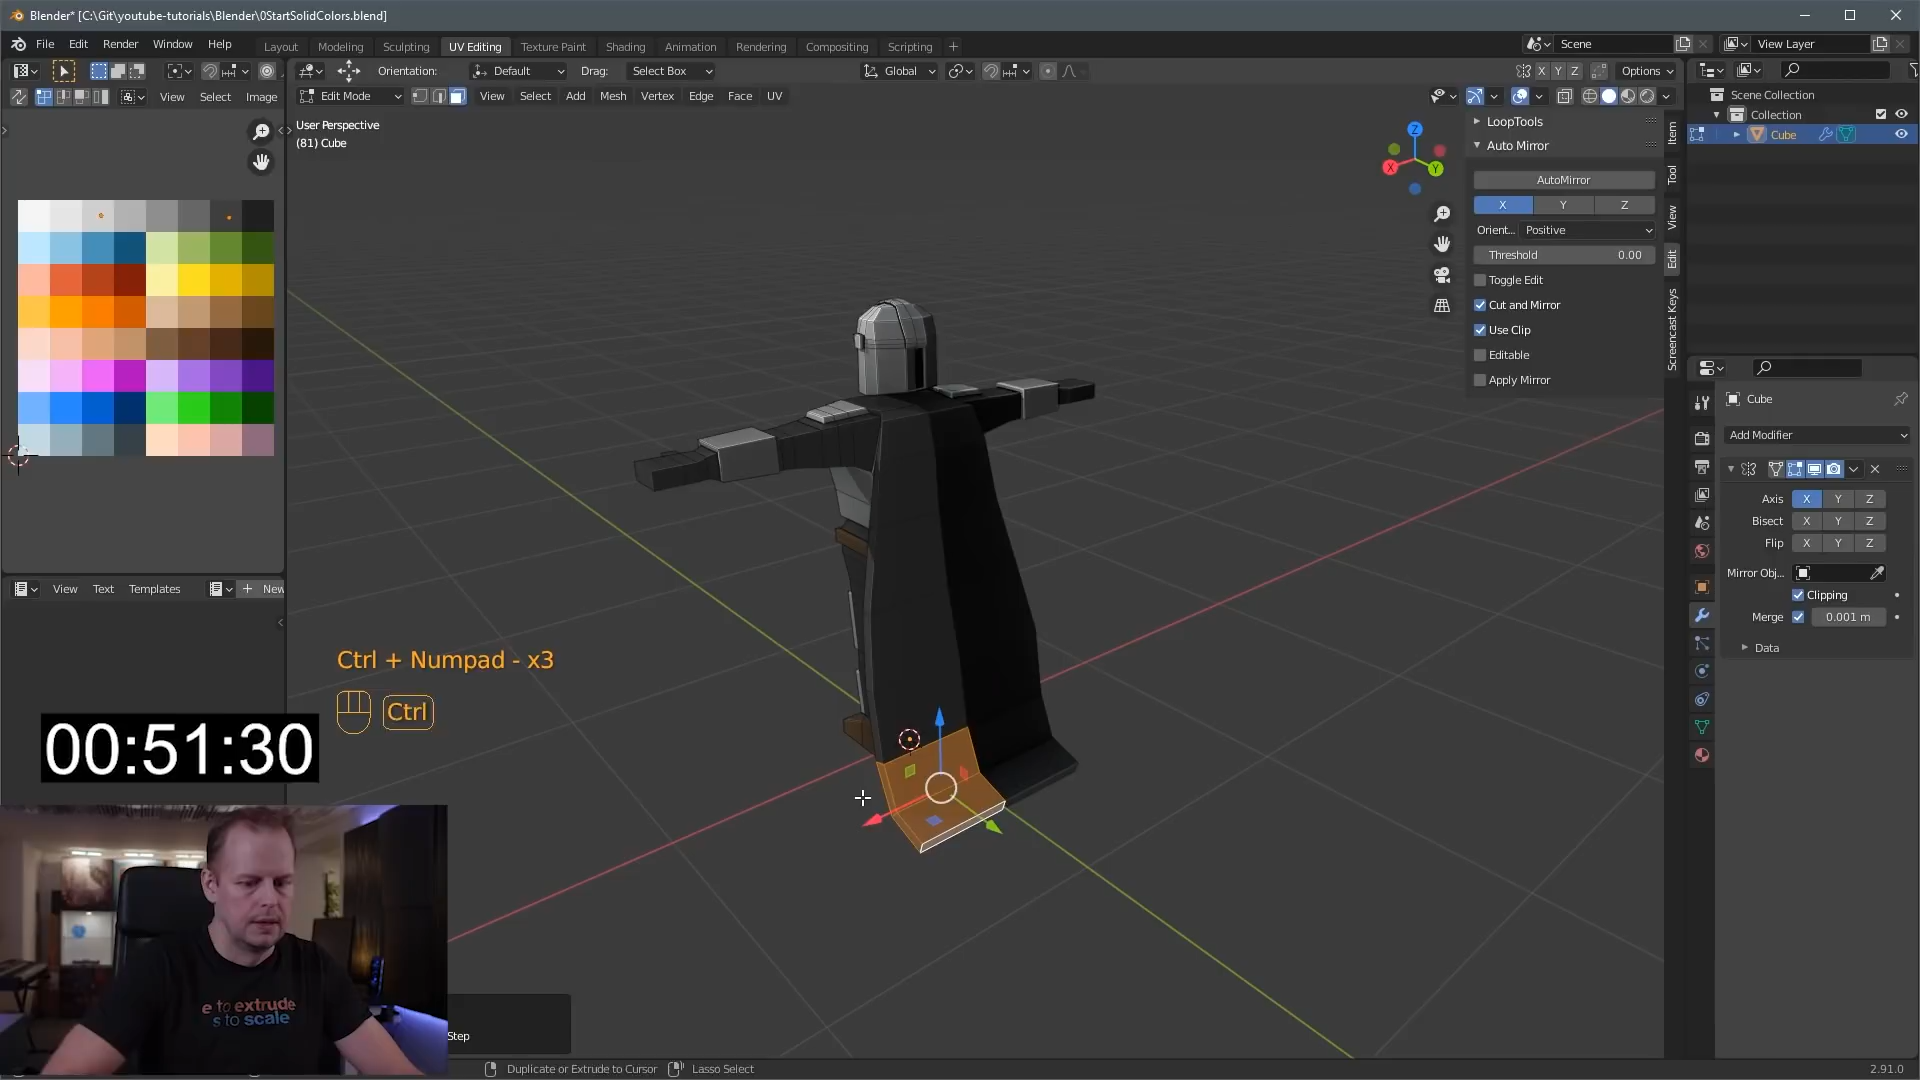 Blender* [C:\Git\youtube-tutorials\Blender\0StartSolidColors.blend]
File Edit Render Window Help
Layout Modeling Sculpting UV Editing Texture Paint Shading Animation Rendering Compositing Scripting +
Scene
View Layer
Orientation: Default Drag: Select Box
Global
X Y Z Options
View Select Image
Edit Mode View Select Add Mesh Vertex Edge Face UV
User Perspective
(81) Cube
Z
X
Y
LoopTools
Auto Mirror
AutoMirror
X Y Z
Orient... Positive
Threshold 0.00
Toggle Edit
Cut and Mirror
Use Clip
Editable
Apply Mirror
Item
Tool
View
Edit
Screencast Keys
Scene Collection
Collection
Cube
Cube
Add Modifier
Axis X Y Z
Bisect X Y Z
Flip X Y Z
Mirror Obj...
Clipping
Merge 0.001 m
Data
View Text Templates + New
Ctrl + Numpad - x3
Ctrl
00:51:30
e to extrude
s to scale
Step
Duplicate or Extrude to Cursor Lasso Select
2.91.0